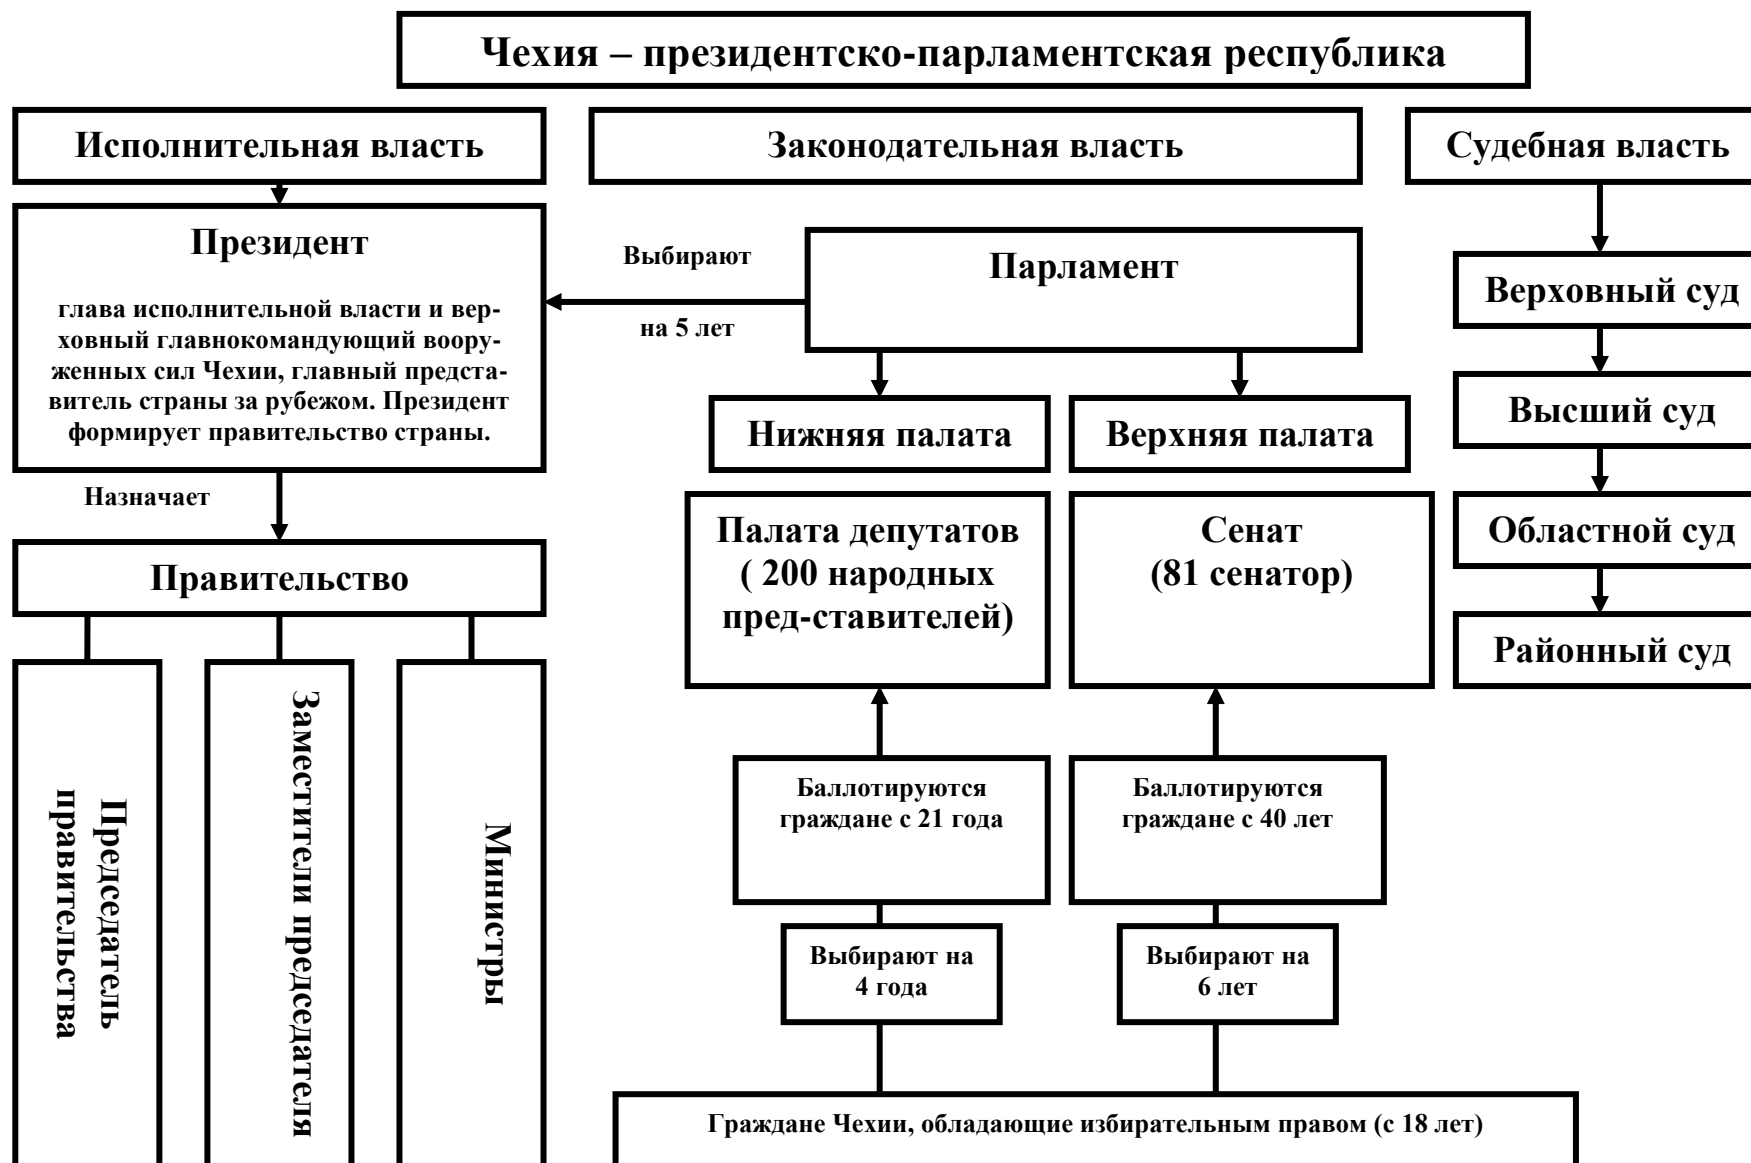 Чехия – президентско-парламентская республика
Исполнительная власть
Законодательная власть
Судебная власть
Президент
глава исполнительной власти и вер-
ховный главнокомандующий воору-
женных сил Чехии, главный предста-
витель страны за рубежом. Президент
формирует правительство страны.
Выбирают
на 5 лет
Парламент
Верховный суд
Высший суд
Областной суд
Районный суд
Нижняя палата
Верхняя палата
Назначает
Правительство
Палата депутатов
( 200 народных
пред-ставителей)
Сенат
(81 сенатор)
Председатель
правительства
Заместители председателя
Министры
Баллотируются
граждане с 21 года
Баллотируются
граждане с 40 лет
Выбирают на
4 года
Выбирают на
6 лет
Граждане Чехии, обладающие избирательным правом (с 18 лет)